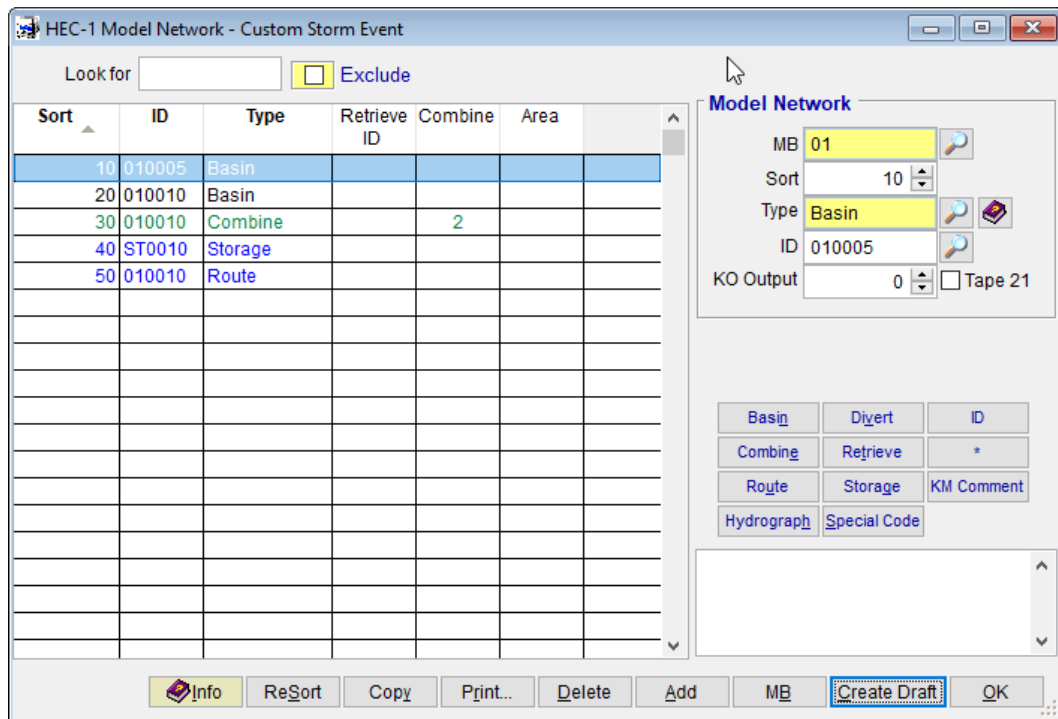 HEC-1 Model Network - Custom Storm Event
Look for Exclude
Sort ID Type Retrieve ID Combine Area
10 010005 Basin
20 010010 Basin
30 010010 Combine 2
40 ST0010 Storage
50 010010 Route
Model Network
MB 01
Sort 10
Type Basin
ID 010005
KO Output 0 Tape 21
Basin Divert ID
Combine Retrieve *
Route Storage KM Comment
Hydrograph Special Code
Info ReSort Copy Print... Delete Add MB Create Draft OK